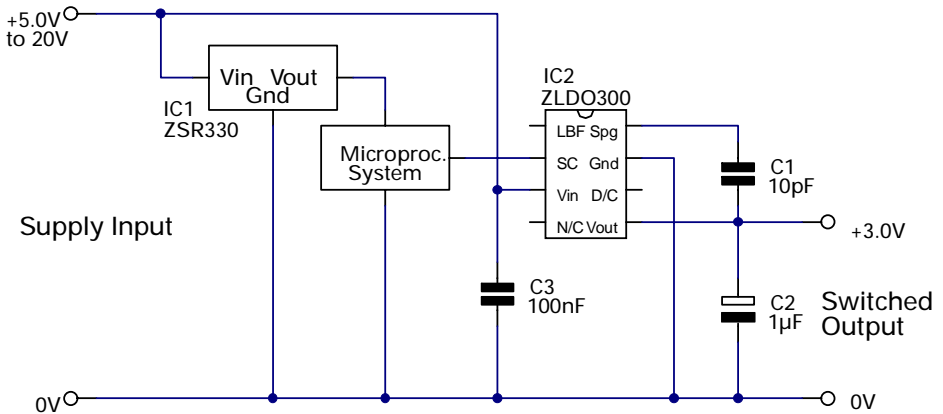 +5.0V
to 20V
Vin Vout
Gnd
IC1
ZSR330
Microproc.
System
IC2
ZLDO300
LBF Spg
SC Gnd
Vin D/C
N/C Vout
C1
10pF
+3.0V
Supply Input
C3
100nF
C2
1µF
Switched
Output
0V
0V